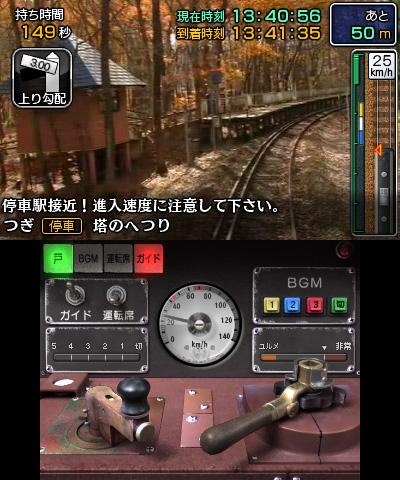 持ち時間
149秒
現在時刻 13:40:56
到着時刻 13:41:35
あと
50 m
25
km/h
3.00
上り勾配
停車駅接近！進入速度に注意して下さい。
つぎ 停車 塔のへつり
戸 BGM 運転席 ガイド
ガイド 運転席
5 4 3 2 1 切
0 20 40 60 80 100 120 140
km/h
BGM
1 2 3 切
ユルメ 非常